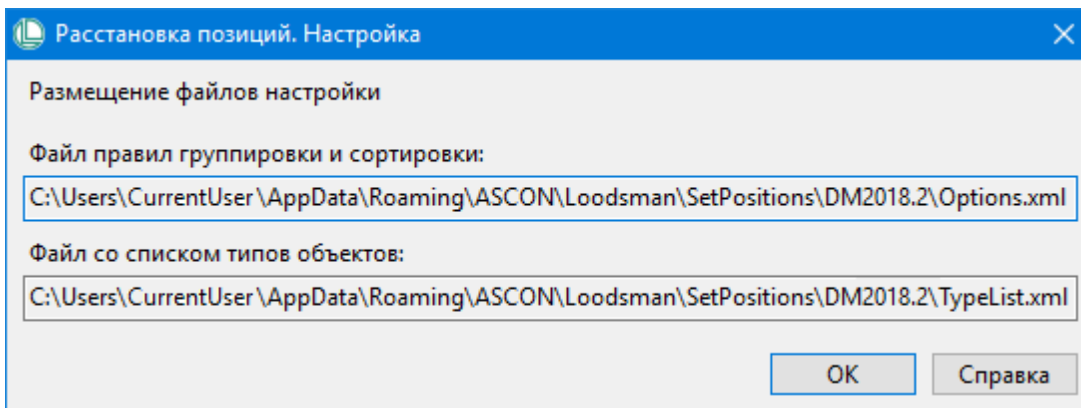 Расстановка позиций. Настройка
Размещение файлов настройки
Файл правил группировки и сортировки:
C:\Users\CurrentUser\AppData\Roaming\ASCON\Loodsman\SetPositions\DM2018.2\Options.xml
Файл со списком типов объектов:
C:\Users\CurrentUser\AppData\Roaming\ASCON\Loodsman\SetPositions\DM2018.2\TypeList.xml
ОК Справка